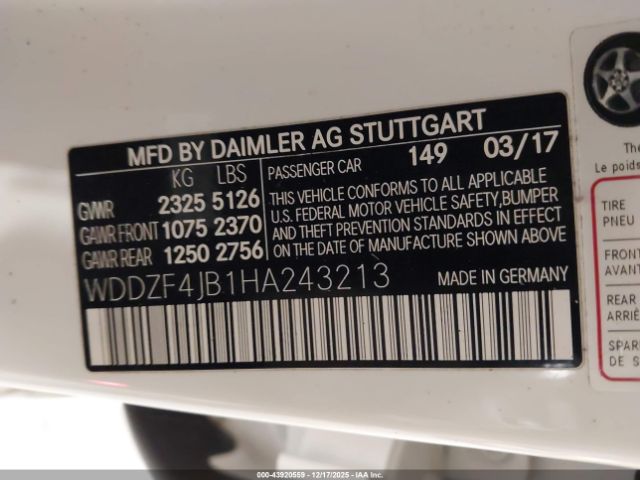 MFD BY DAIMLER AG STUTTGART
KG LBS
GVWR 2325 5126
GAWR FRONT 1075 2370
GAWR REAR 1250 2756
PASSENGER CAR 149 03/17
THIS VEHICLE CONFORMS TO ALL APPLICABLE
U.S. FEDERAL MOTOR VEHICLE SAFETY,BUMPER
AND THEFT PREVENTION STANDARDS IN EFFECT
ON THE DATE OF MANUFACTURE SHOWN ABOVE.
WDDZF4JB1HA243213
MADE IN GERMANY
The
Le poids
TIRE
PNEU
FRONT
AVANT
REAR
ARRIÈ
SPAR
DE S
000-43920559 - 12/17/2025 - IAAI, Inc.